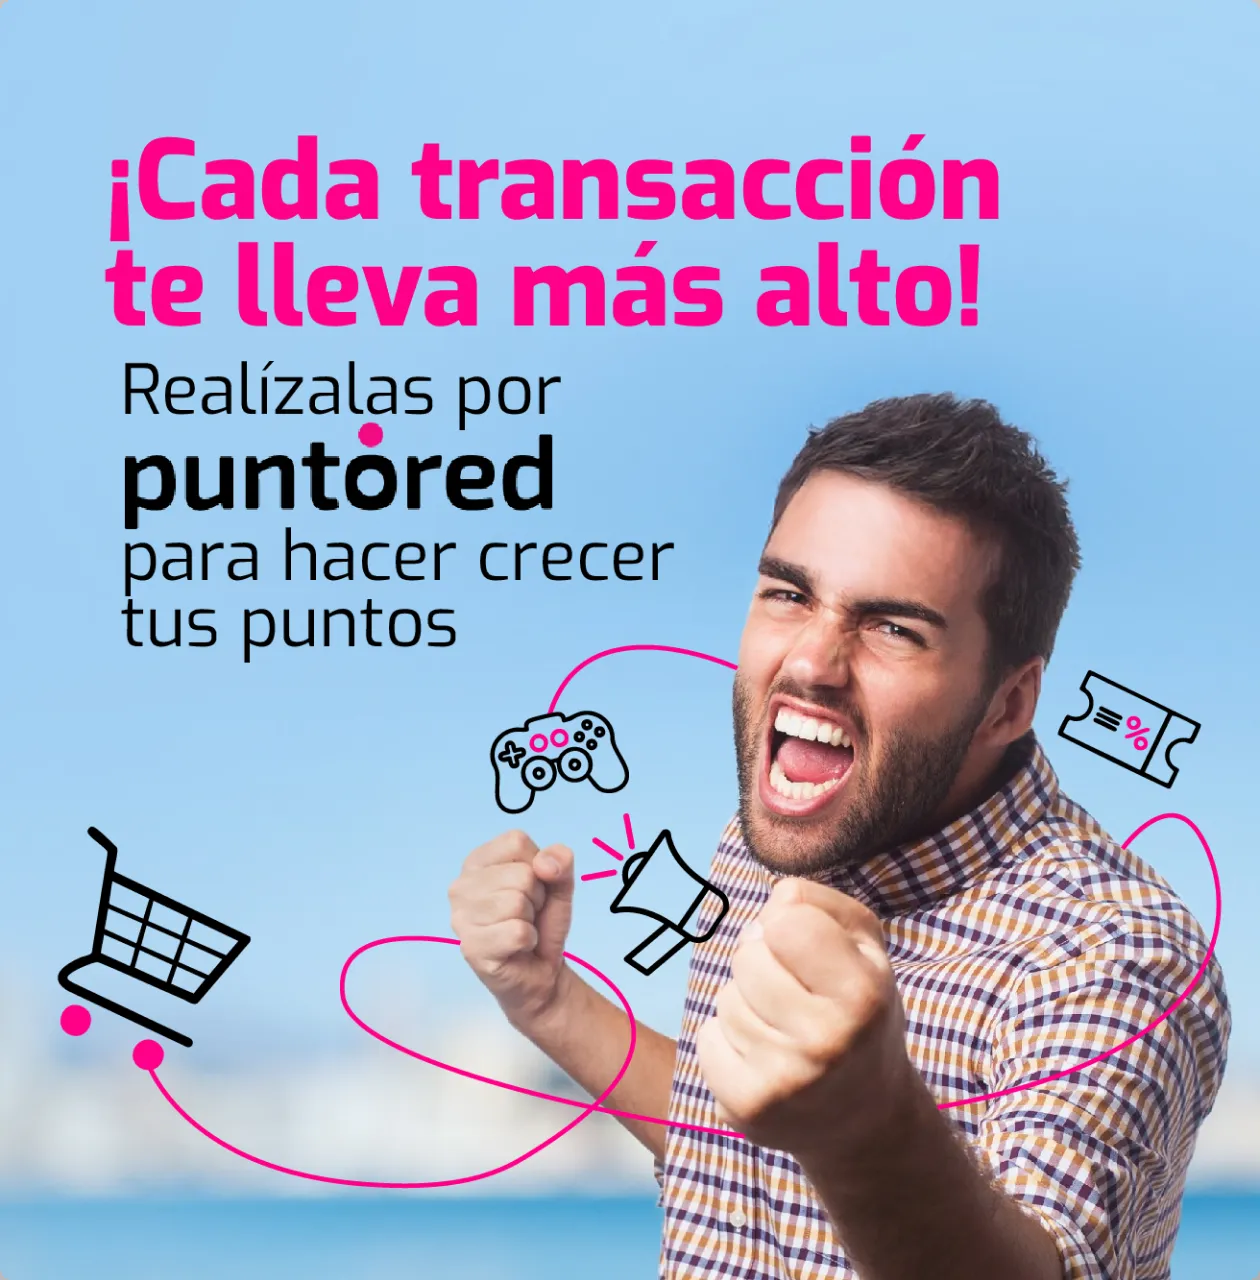 ¡Cada transacción
te lleva más alto!
Realízalas por
puntored
para hacer crecer
tus puntos
%